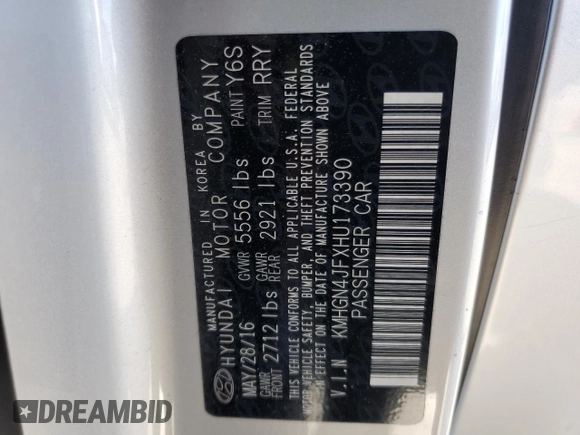 MANUFACTURED IN KOREA BY
HYUNDAI MOTOR COMPANY
MAY/28/16 GVWR 5556 lbs PAINT Y6S
GAWR FRONT 2712 lbs GAWR REAR 2921 lbs TRIM RRY
THIS VEHICLE CONFORMS TO ALL APPLICABLE U.S.A. FEDERAL
MOTOR VEHICLE SAFETY, BUMPER, AND THEFT PREVENTION STANDARDS
IN EFFECT ON THE DATE OF MANUFACTURE SHOWN ABOVE
V.I.N KMHGN4JFXHU173390
PASSENGER CAR
DREAMBID